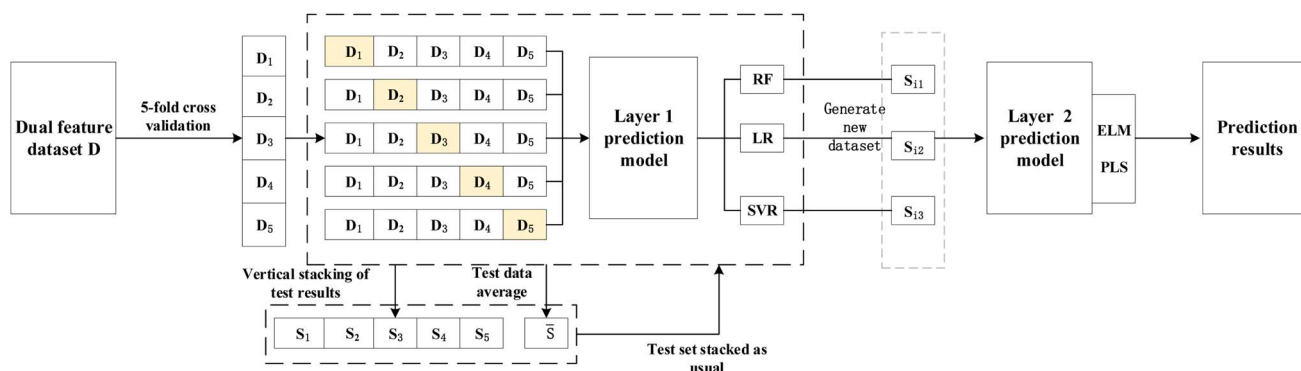 Dual feature
dataset D
5-fold cross
validation
D₁
D₂
D₃
D₄
D₅
D₁ D₂ D₃ D₄ D₅
D₁ D₂ D₃ D₄ D₅
D₁ D₂ D₃ D₄ D₅
D₁ D₂ D₃ D₄ D₅
D₁ D₂ D₃ D₄ D₅
Layer 1
prediction
model
RF
LR
SVR
Generate
new
dataset
Sᵢ₁
Sᵢ₂
Sᵢ₃
Layer 2
prediction
model
ELM
PLS
Prediction
results
Vertical stacking of
test results
Test data
average
S₁ S₂ S₃ S₄ S₅
S̄
Test set stacked as
usual